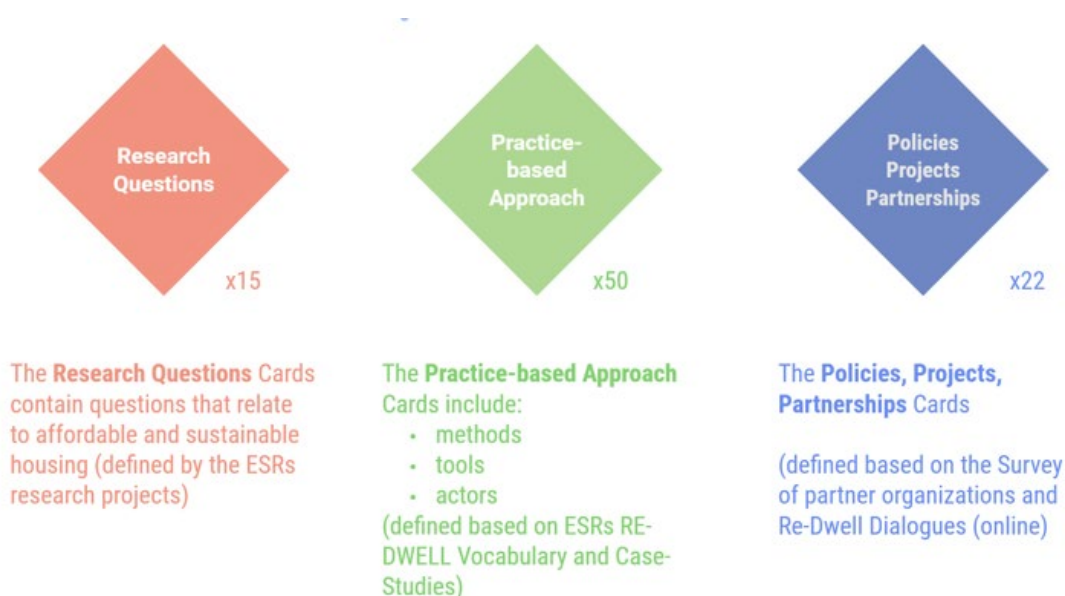 Research
Questions
x15
Practice-
based
Approach
x50
Policies
Projects
Partnerships
x22
The Research Questions Cards
contain questions that relate
to affordable and sustainable
housing (defined by the ESRs
research projects)
The Practice-based Approach
Cards include:
• methods
• tools
• actors
(defined based on ESRs RE-
DWELL Vocabulary and Case-
Studies)
The Policies, Projects,
Partnerships Cards
(defined based on the Survey
of partner organizations and
Re-Dwell Dialogues (online)